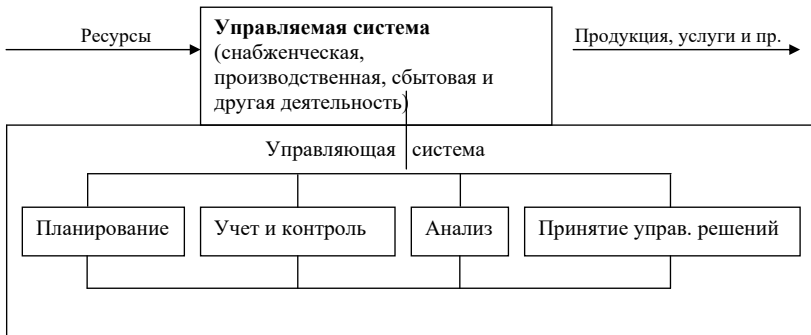 Ресурсы
Управляемая система
(снабженческая,
производственная, сбытовая и
другая деятельность)
Продукция, услуги и пр.
Управляющая система
Планирование
Учет и контроль
Анализ
Принятие управ. решений